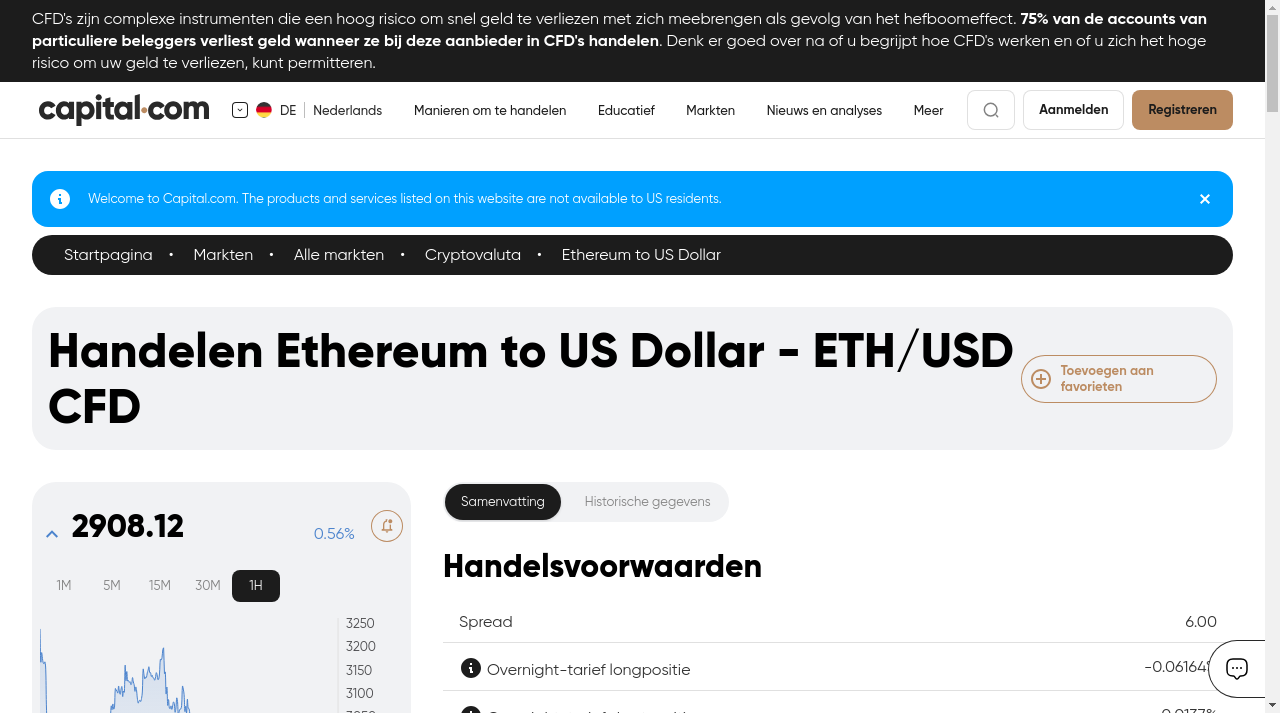 CFD's zijn complexe instrumenten die een hoog risico om snel geld te verliezen met zich meebrengen als gevolg van het hefboomeffect. 75% van de accounts van
particuliere beleggers verliest geld wanneer ze bij deze aanbieder in CFD's handelen. Denk er goed over na of u begrijpt hoe CFD's werken en of u zich het hoge
risico om uw geld te verliezen, kunt permitteren.
capital.com DE Nederlands Manieren om te handelen Educatief Markten Nieuws en analyses Meer Aanmelden Registreren
Welcome to Capital.com. The products and services listed on this website are not available to US residents.
Startpagina • Markten • Alle markten • Cryptovaluta • Ethereum to US Dollar
Handelen Ethereum to US Dollar - ETH/USD
CFD
Toevoegen aan
favorieten
2908.12 0.56%
1M 5M 15M 30M 1H
3250
3200
3150
3100
Samenvatting Historische gegevens
Handelsvoorwaarden
Spread 6.00
Overnight-tarief longpositie -0.06164